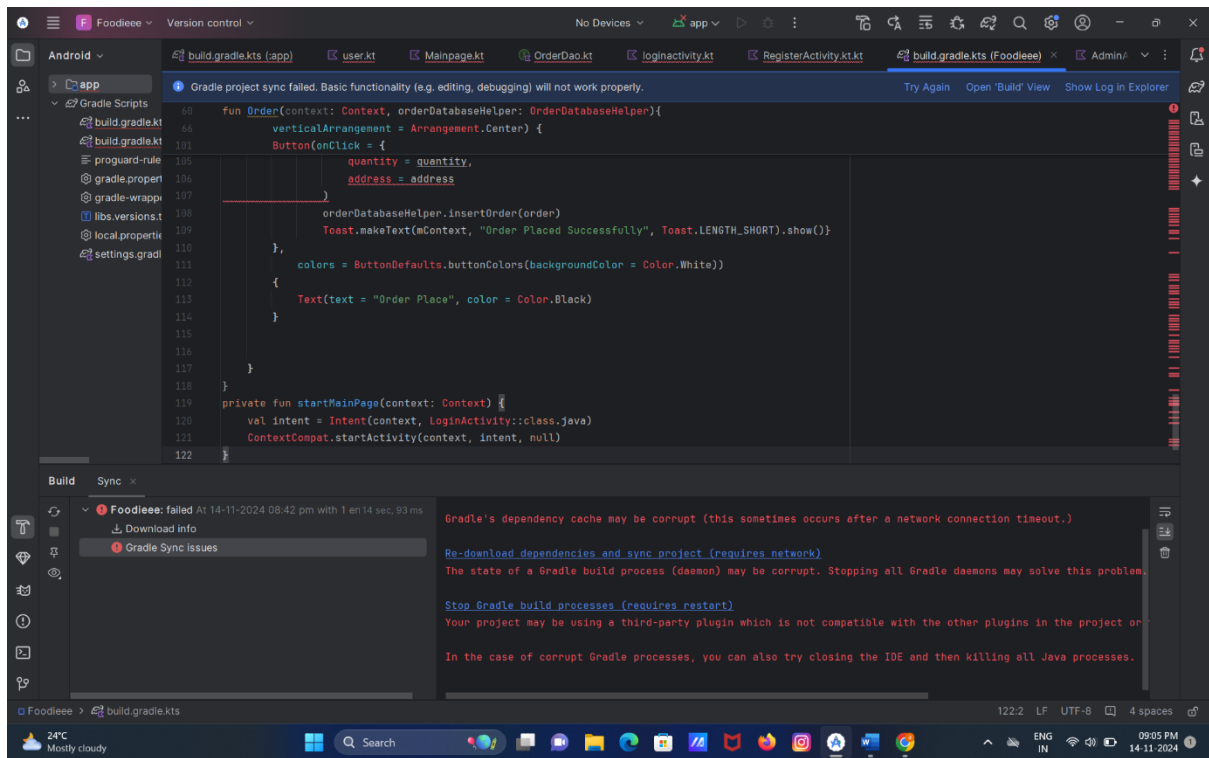 F Foodieee Version control No Devices app
Android
build.gradle.kts (:app) user.kt Mainpage.kt OrderDao.kt loginactivity.kt RegisterActivity.kt.kt build.gradle.kts (Foodieee) AdminA
app
Gradle Scripts
build.gradle.kt
build.gradle.kt
proguard-rule
gradle.propert
gradle-wrapp
libs.versions.t
local.propertie
settings.gradl
Gradle project sync failed. Basic functionality (e.g. editing, debugging) will not work properly. Try Again Open 'Build' View Show Log in Explorer
60 fun Order(context: Context, orderDatabaseHelper: OrderDatabaseHelper){
66 verticalArrangement = Arrangement.Center) {
101 Button(onClick = {
105 quantity = quantity,
106 address = address
107 )
108 orderDatabaseHelper.insertOrder(order)
109 Toast.makeText(mContext, "Order Placed Successfully", Toast.LENGTH_SHORT).show()}
110 },
111 colors = ButtonDefaults.buttonColors(backgroundColor = Color.White))
112 {
113 Text(text = "Order Place", color = Color.Black)
114 }
115
116
117 }
118 }
119 private fun startMainPage(context: Context) {
120 val intent = Intent(context, LoginActivity::class.java)
121 ContextCompat.startActivity(context, intent, null)
122 }
Build Sync
Foodieee: failed At 14-11-2024 08:42 pm with 1 er 14 sec, 93 ms
Download info
Gradle Sync issues
Gradle's dependency cache may be corrupt (this sometimes occurs after a network connection timeout.)
Re-download dependencies and sync project (requires network)
The state of a Gradle build process (daemon) may be corrupt. Stopping all Gradle daemons may solve this problem.
Stop Gradle build processes (requires restart)
Your project may be using a third-party plugin which is not compatible with the other plugins in the project or
In the case of corrupt Gradle processes, you can also try closing the IDE and then killing all Java processes.
Foodieee > build.gradle.kts 122:2 LF UTF-8 4 spaces
24°C
Mostly cloudy
Search
ENG
IN
09:05 PM
14-11-2024